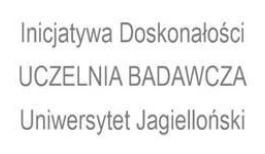 Inicjatywa Doskonałości
UCZELNIA BADAWCZA
Uniwersytet Jagielloński